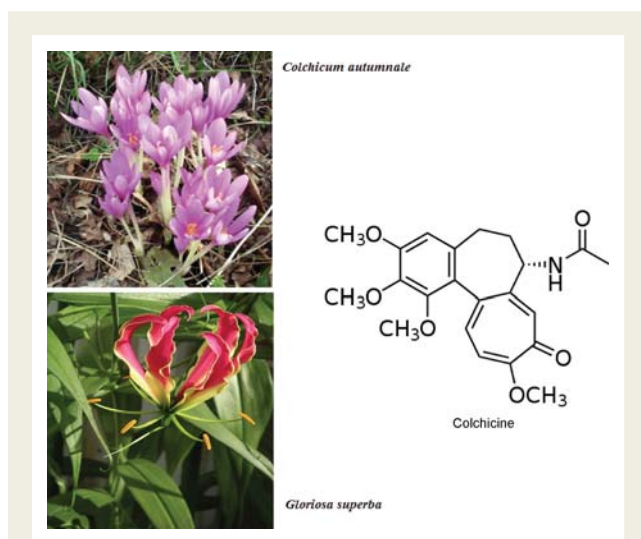 Colchicum autumnale
CH₃O
O
CH₃O
N
H
CH₃O
O
OCH₃
Colchicine
Gloriosa superba